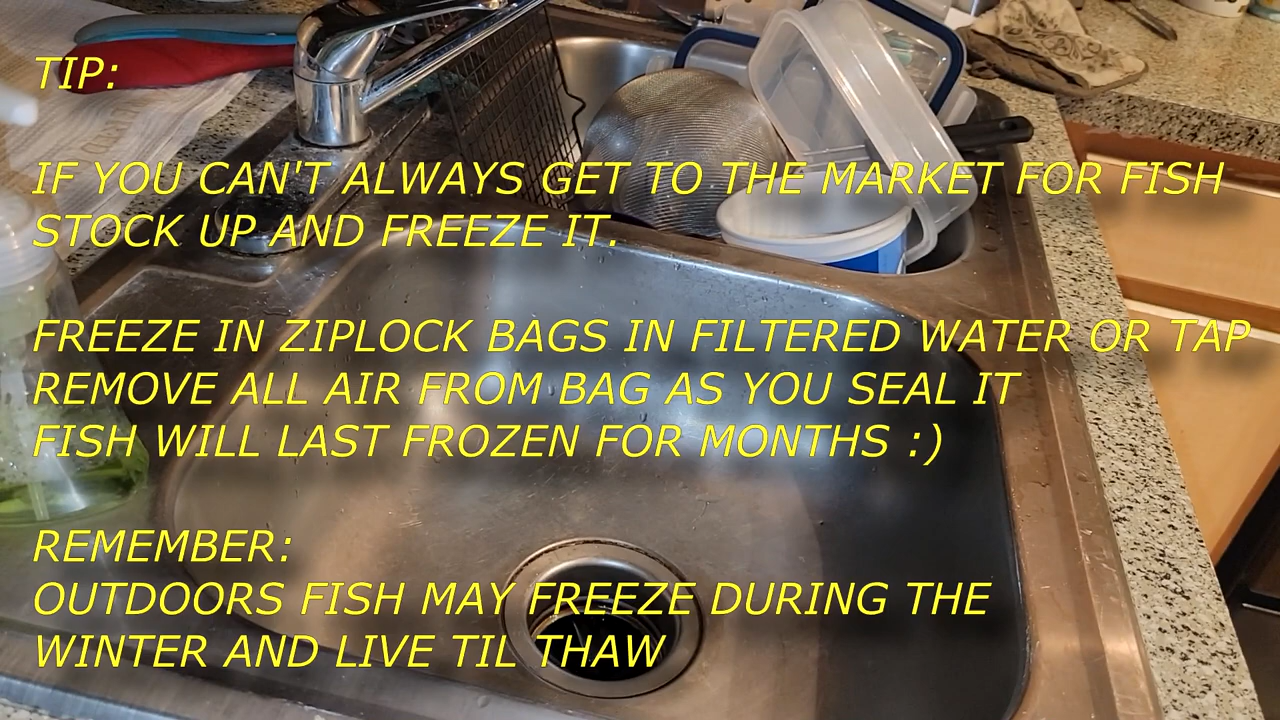 TIP:
IF YOU CAN'T ALWAYS GET TO THE MARKET FOR FISH
STOCK UP AND FREEZE IT.
FREEZE IN ZIPLOCK BAGS IN FILTERED WATER OR TAP
REMOVE ALL AIR FROM BAG AS YOU SEAL IT
FISH WILL LAST FROZEN FOR MONTHS :)
REMEMBER:
OUTDOORS FISH MAY FREEZE DURING THE
WINTER AND LIVE TIL THAW